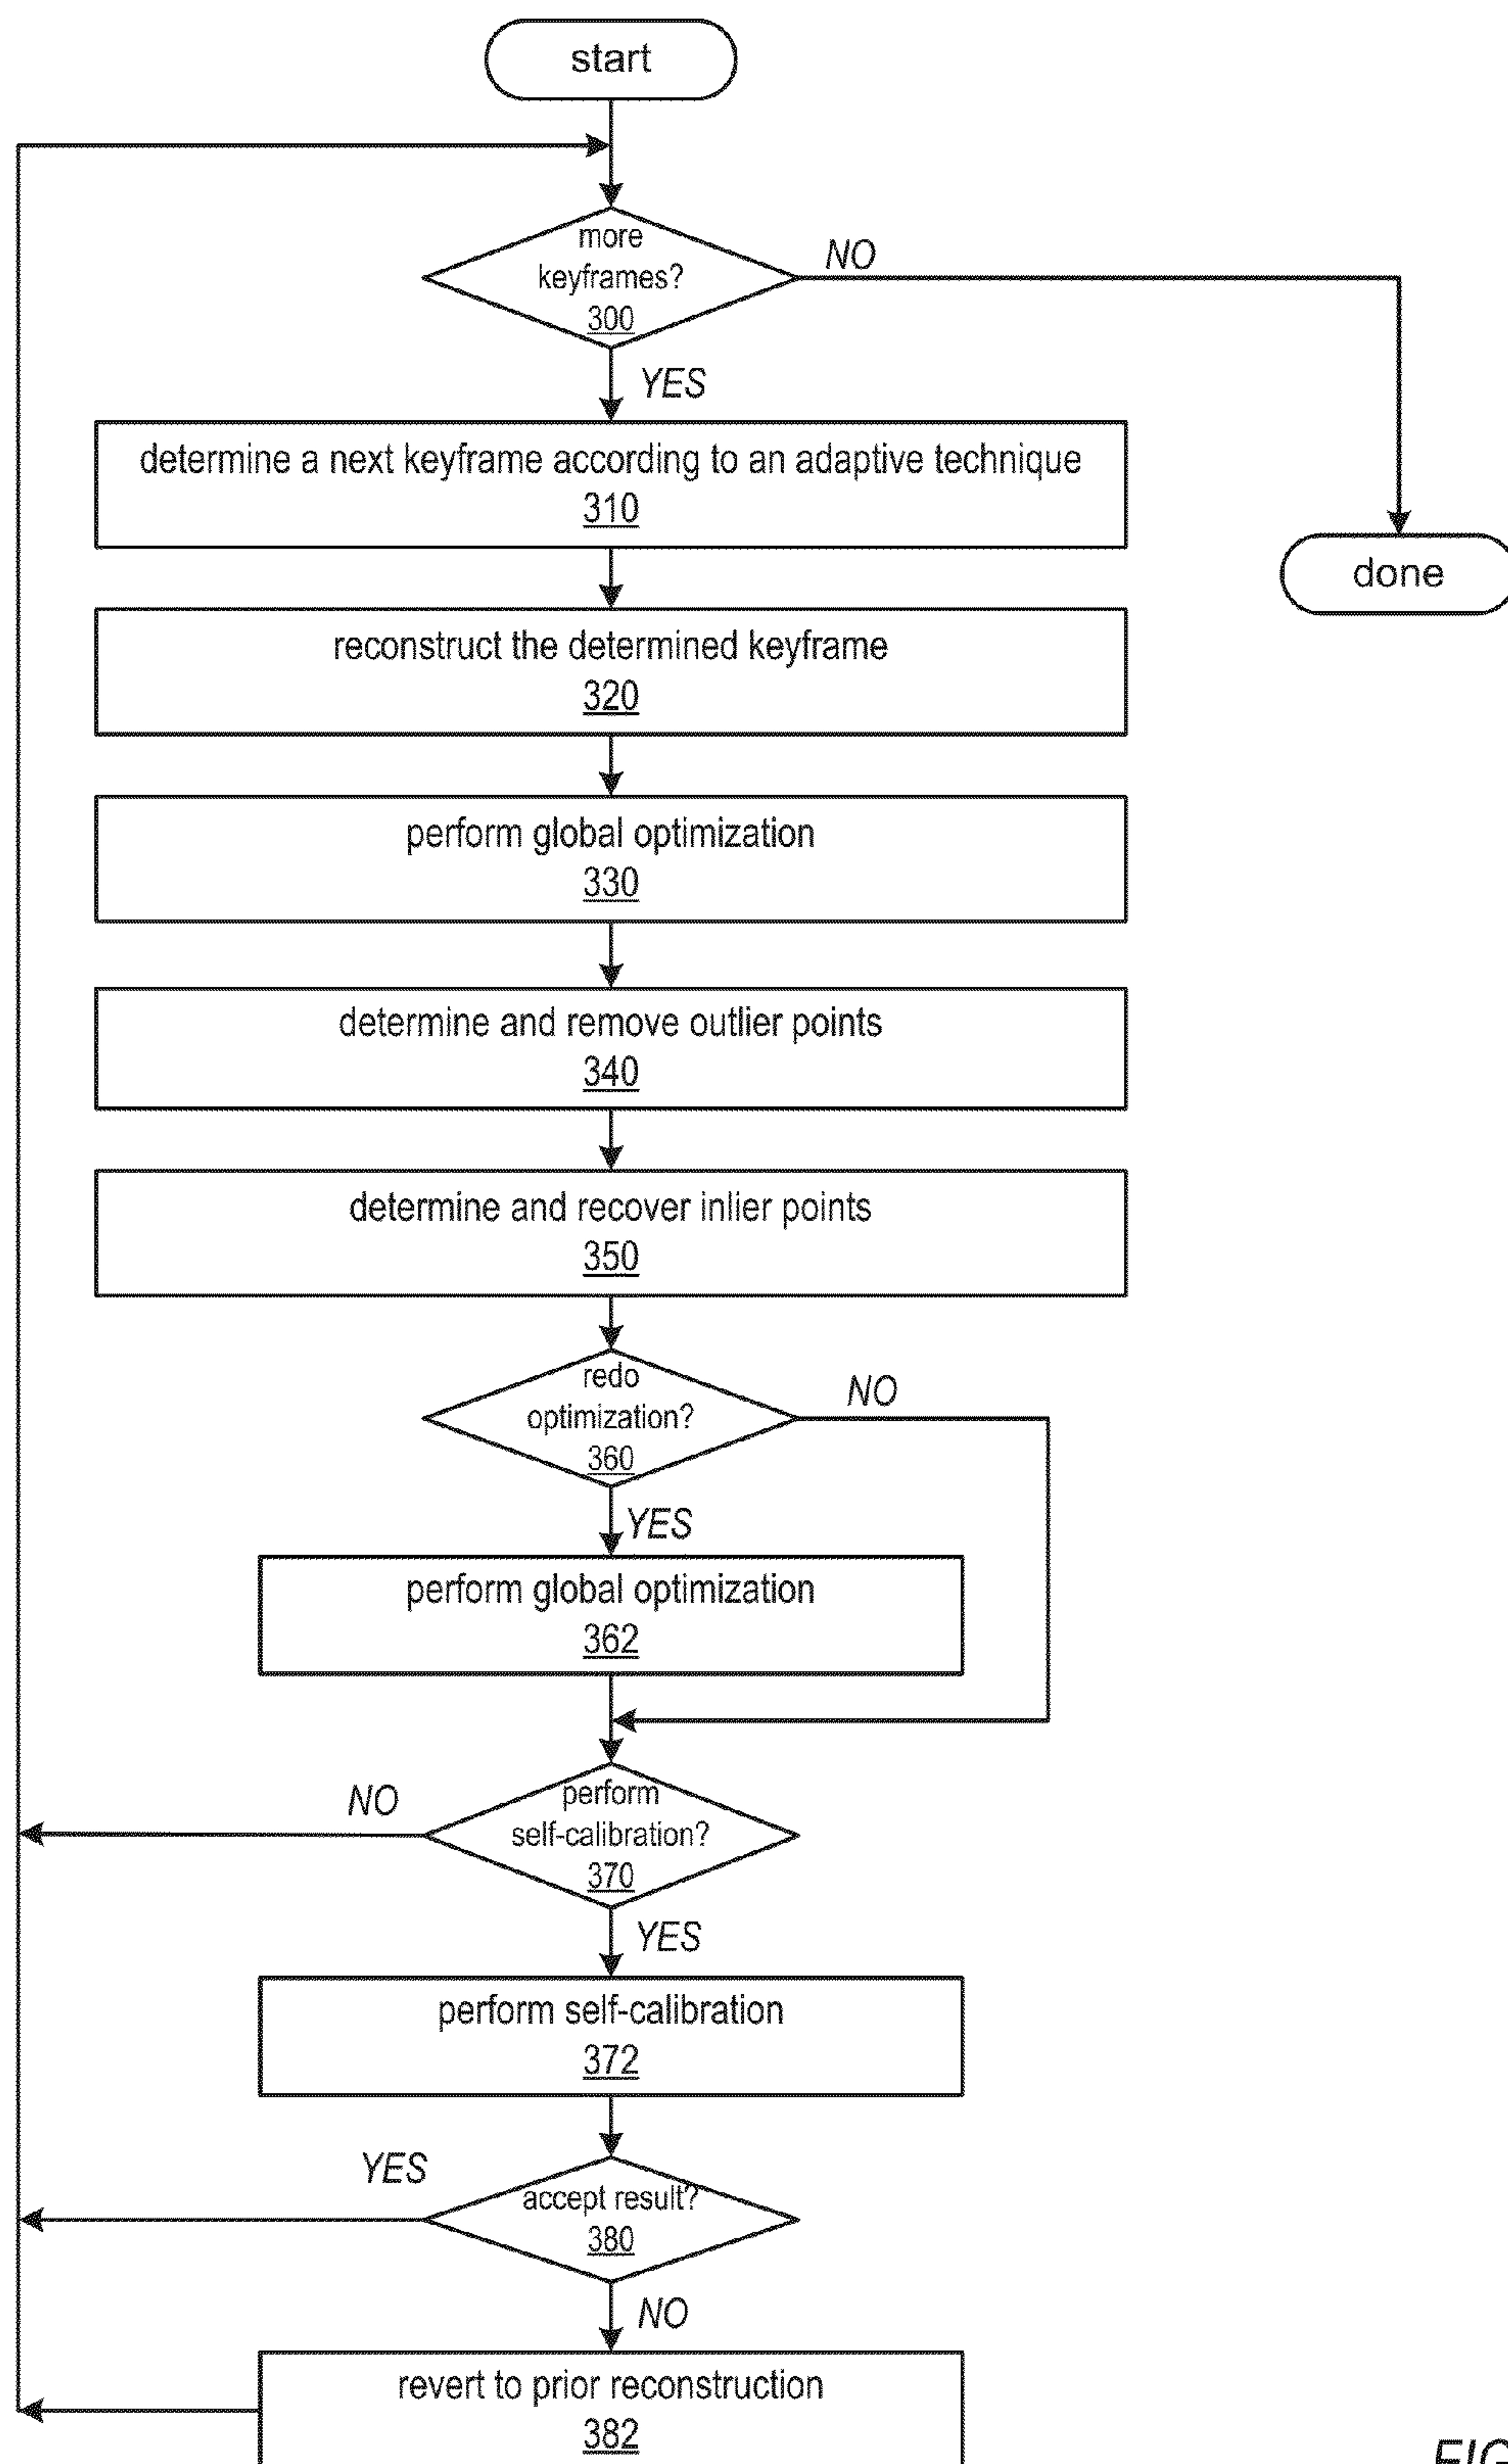 start
more
keyframes?
300
NO
YES
determine a next keyframe according to an adaptive technique
310
done
reconstruct the determined keyframe
320
perform global optimization
330
determine and remove outlier points
340
determine and recover inlier points
350
redo
optimization?
360
NO
YES
perform global optimization
362
perform
self-calibration?
370
NO
YES
perform self-calibration
372
accept result?
380
YES
NO
revert to prior reconstruction
382
FIG